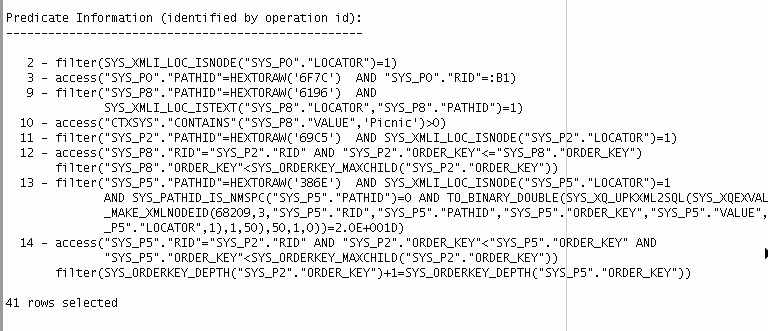 Predicate Information (identified by operation id):
---------------------------------------------------
2 - filter(SYS_XMLI_LOC_ISNODE("SYS_P0"."LOCATOR")=1)
3 - access("SYS_P0"."PATHID"=HEXTORAW('6F7C')  AND "SYS_P0"."RID"=:B1)
9 - filter("SYS_P8"."PATHID"=HEXTORAW('6196')  AND
SYS_XMLI_LOC_ISTEXT("SYS_P8"."LOCATOR","SYS_P8"."PATHID")=1)
10 - access("CTXSYS"."CONTAINS"("SYS_P8"."VALUE",'Picnic')>0)
11 - filter("SYS_P2"."PATHID"=HEXTORAW('69C5')  AND SYS_XMLI_LOC_ISNODE("SYS_P2"."LOCATOR")=1)
12 - access("SYS_P8"."RID"="SYS_P2"."RID" AND "SYS_P2"."ORDER_KEY"<="SYS_P8"."ORDER_KEY")
filter("SYS_P8"."ORDER_KEY"<SYS_ORDERKEY_MAXCHILD("SYS_P2"."ORDER_KEY"))
13 - filter("SYS_P5"."PATHID"=HEXTORAW('386E')  AND SYS_XMLI_LOC_ISNODE("SYS_P5"."LOCATOR")=1
AND SYS_PATHID_IS_NMSPC("SYS_P5"."PATHID")=0 AND TO_BINARY_DOUBLE(SYS_XQ_UPKXML2SQL(SYS_XQEXVAL
_MAKE_XMLNODEID(68209,3,"SYS_P5"."RID","SYS_P5"."PATHID","SYS_P5"."ORDER_KEY","SYS_P5"."VALUE",
_P5"."LOCATOR",1),1,50),50,1,0))=2.0E+001D)
14 - access("SYS_P5"."RID"="SYS_P2"."RID" AND "SYS_P2"."ORDER_KEY"<"SYS_P5"."ORDER_KEY" AND
"SYS_P5"."ORDER_KEY"<SYS_ORDERKEY_MAXCHILD("SYS_P2"."ORDER_KEY"))
filter(SYS_ORDERKEY_DEPTH("SYS_P2"."ORDER_KEY")+1=SYS_ORDERKEY_DEPTH("SYS_P5"."ORDER_KEY"))
41 rows selected